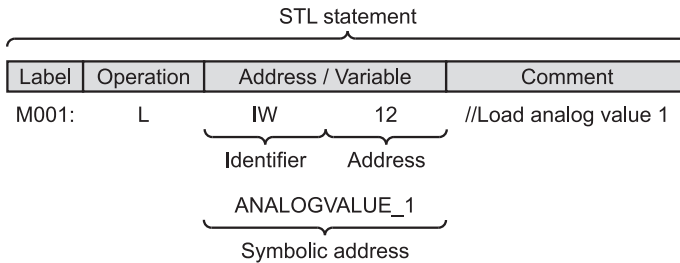 STL statement
Label Operation Address / Variable Comment
M001: L IW 12 //Load analog value 1
Identifier Address
ANALOGVALUE_1
Symbolic address